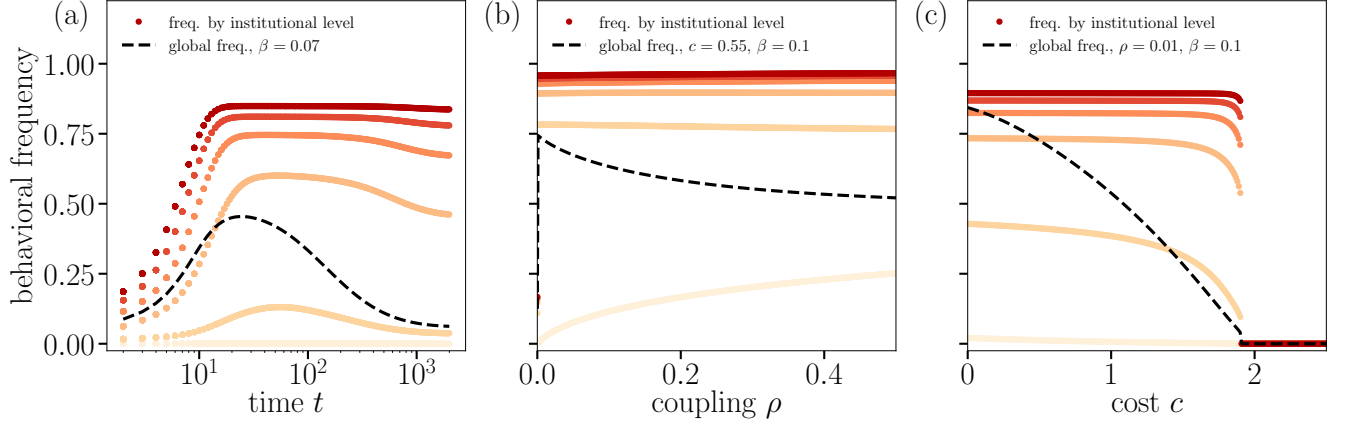 (a)
freq. by institutional level
global freq., β = 0.07
behavioral frequency
1.00
0.75
0.50
0.25
0.00
10¹ 10² 10³
time t
(b)
freq. by institutional level
global freq., c = 0.55, β = 0.1
0.0 0.2 0.4
coupling ρ
(c)
freq. by institutional level
global freq., ρ = 0.01, β = 0.1
0 1 2
cost c